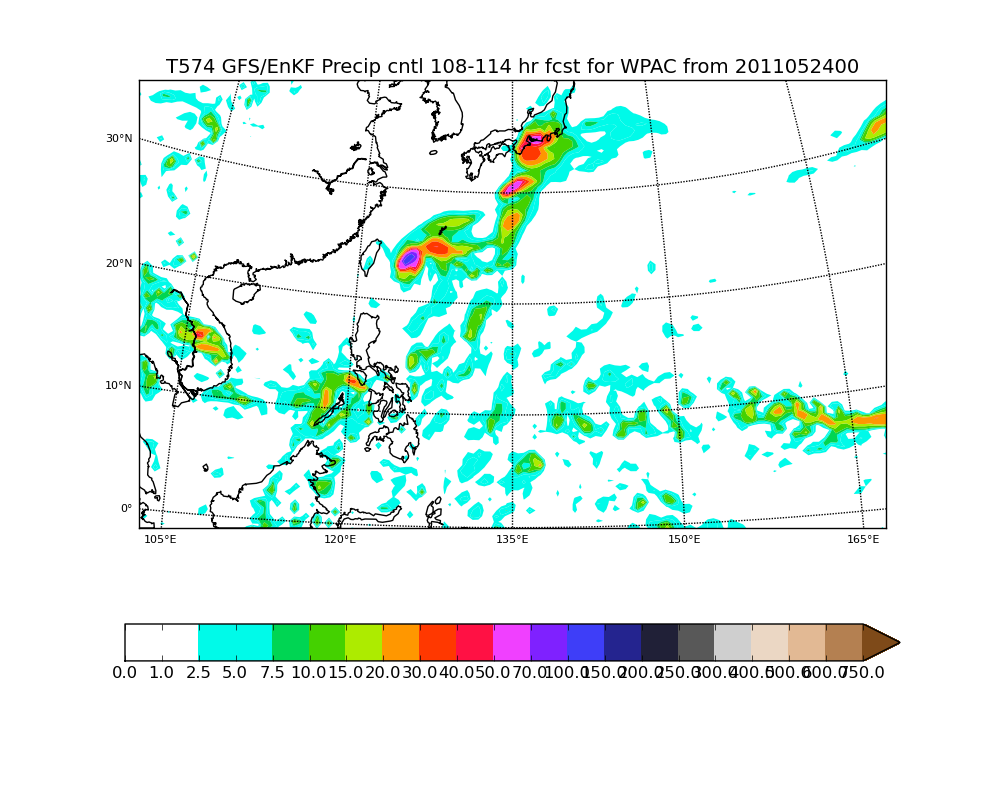 T574 GFS/EnKF Precip cntl 108-114 hr fcst for WPAC from 2011052400
30°N
20°N
10°N
0°
105°E 120°E 135°E 150°E 165°E
0.0 1.0 2.5 5.0 7.5 10.0 15.0 20.0 30.0 40.0 50.0 70.0 100.0 150.0 200.0 250.0 300.0 400.0 500.0 600.0 750.0